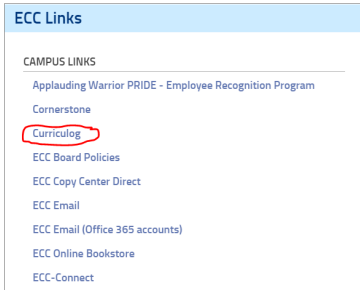 ECC Links
CAMPUS LINKS
Applauding Warrior PRIDE - Employee Recognition Program
Cornerstone
Curriculog
ECC Board Policies
ECC Copy Center Direct
ECC Email
ECC Email (Office 365 accounts)
ECC Online Bookstore
ECC-Connect